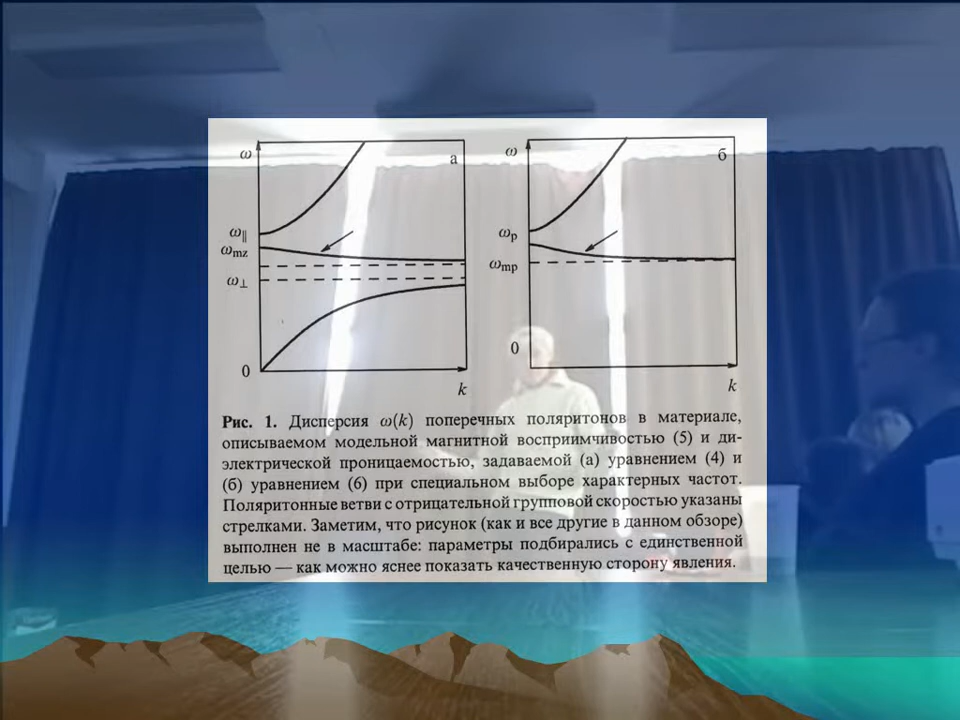 ω
а
ω∥
ωmz
ω⊥
0
k
ω
б
ωp
ωmp
0
k
Рис. 1. Дисперсия ω(k) поперечных поляритонов в материале,
описываемом модельной магнитной восприимчивостью (5) и ди-
электрической проницаемостью, задаваемой (а) уравнением (4) и
(б) уравнением (6) при специальном выборе характерных частот.
Поляритонные ветви с отрицательной групповой скоростью указаны
стрелками. Заметим, что рисунок (как и все другие в данном обзоре)
выполнен не в масштабе: параметры подбирались с единственной
целью — как можно яснее показать качественную сторону явления.